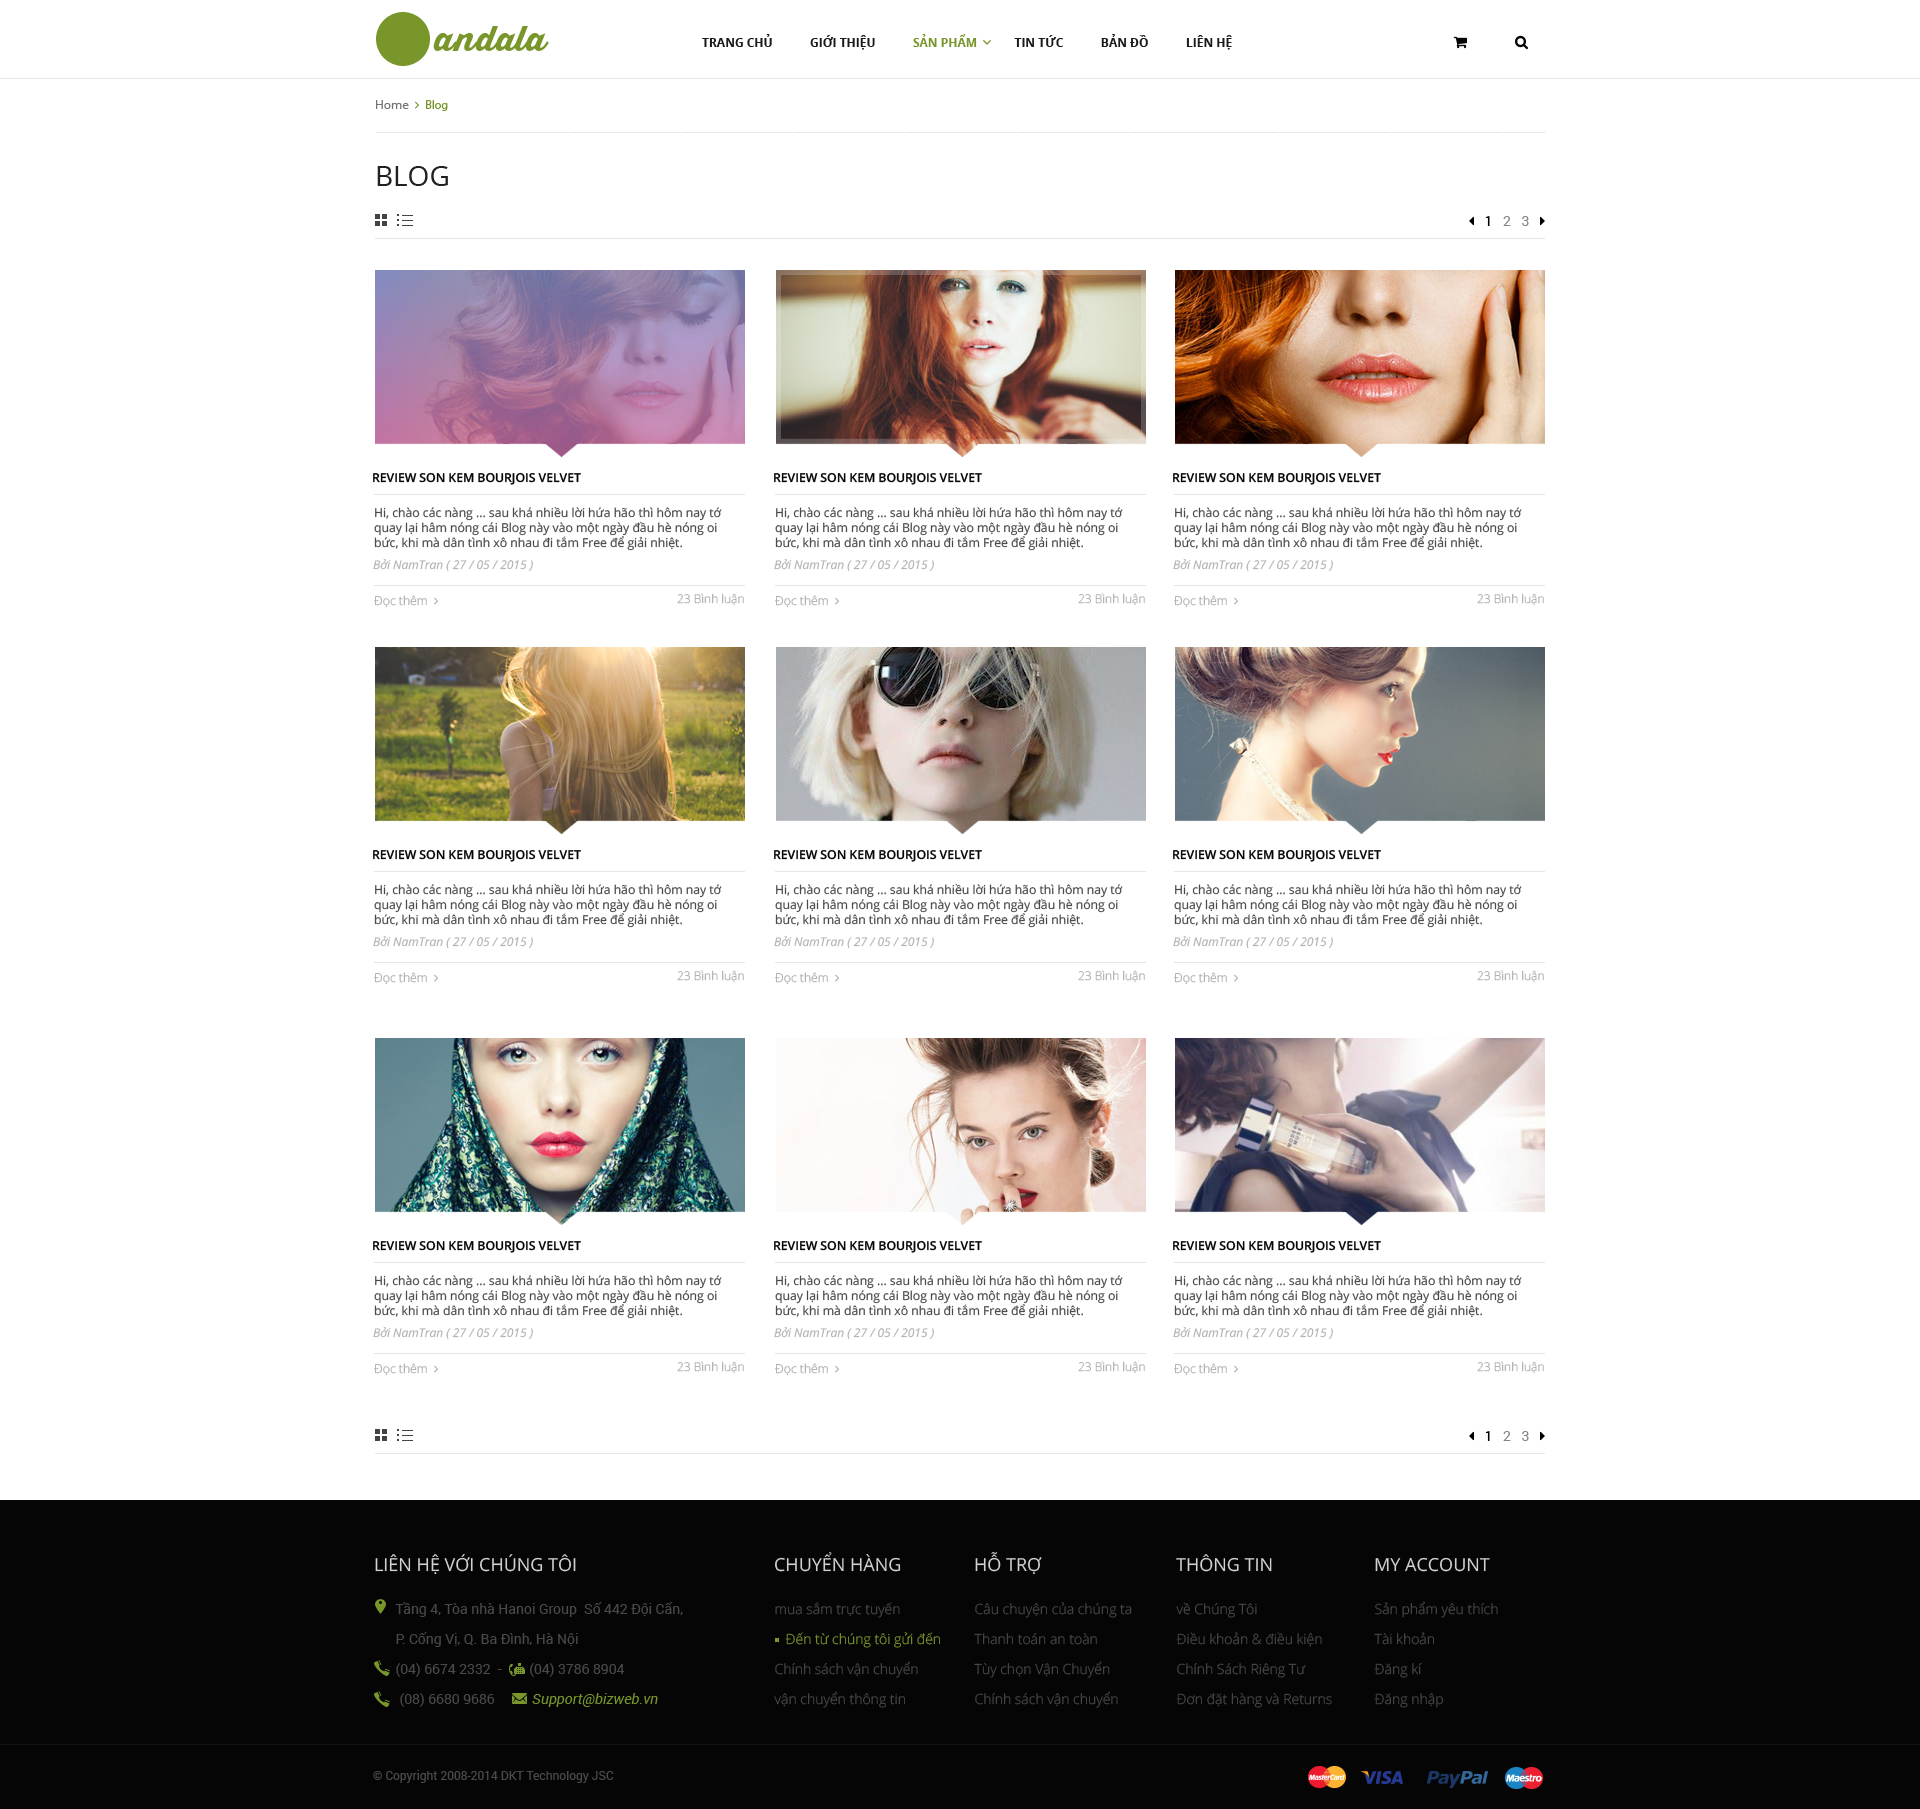 andala
TRANG CHỦ GIỚI THIỆU SẢN PHẨM TIN TỨC BẢN ĐỒ LIÊN HỆ
Home > Blog
BLOG
1 2 3
REVIEW SON KEM BOURJOIS VELVET
Hi, chào các nàng ... sau khá nhiều lời hứa hão thì hôm nay tớ
quay lại hâm nóng cái Blog này vào một ngày đầu hè nóng oi
bức, khi mà dân tình xô nhau đi tắm Free để giải nhiệt.
Bởi NamTran ( 27 / 05 / 2015 )
Đọc thêm >
23 Bình luận
REVIEW SON KEM BOURJOIS VELVET
Hi, chào các nàng ... sau khá nhiều lời hứa hão thì hôm nay tớ
quay lại hâm nóng cái Blog này vào một ngày đầu hè nóng oi
bức, khi mà dân tình xô nhau đi tắm Free để giải nhiệt.
Bởi NamTran ( 27 / 05 / 2015 )
Đọc thêm >
23 Bình luận
REVIEW SON KEM BOURJOIS VELVET
Hi, chào các nàng ... sau khá nhiều lời hứa hão thì hôm nay tớ
quay lại hâm nóng cái Blog này vào một ngày đầu hè nóng oi
bức, khi mà dân tình xô nhau đi tắm Free để giải nhiệt.
Bởi NamTran ( 27 / 05 / 2015 )
Đọc thêm >
23 Bình luận
REVIEW SON KEM BOURJOIS VELVET
Hi, chào các nàng ... sau khá nhiều lời hứa hão thì hôm nay tớ
quay lại hâm nóng cái Blog này vào một ngày đầu hè nóng oi
bức, khi mà dân tình xô nhau đi tắm Free để giải nhiệt.
Bởi NamTran ( 27 / 05 / 2015 )
Đọc thêm >
23 Bình luận
REVIEW SON KEM BOURJOIS VELVET
Hi, chào các nàng ... sau khá nhiều lời hứa hão thì hôm nay tớ
quay lại hâm nóng cái Blog này vào một ngày đầu hè nóng oi
bức, khi mà dân tình xô nhau đi tắm Free để giải nhiệt.
Bởi NamTran ( 27 / 05 / 2015 )
Đọc thêm >
23 Bình luận
REVIEW SON KEM BOURJOIS VELVET
Hi, chào các nàng ... sau khá nhiều lời hứa hão thì hôm nay tớ
quay lại hâm nóng cái Blog này vào một ngày đầu hè nóng oi
bức, khi mà dân tình xô nhau đi tắm Free để giải nhiệt.
Bởi NamTran ( 27 / 05 / 2015 )
Đọc thêm >
23 Bình luận
REVIEW SON KEM BOURJOIS VELVET
Hi, chào các nàng ... sau khá nhiều lời hứa hão thì hôm nay tớ
quay lại hâm nóng cái Blog này vào một ngày đầu hè nóng oi
bức, khi mà dân tình xô nhau đi tắm Free để giải nhiệt.
Bởi NamTran ( 27 / 05 / 2015 )
Đọc thêm >
23 Bình luận
REVIEW SON KEM BOURJOIS VELVET
Hi, chào các nàng ... sau khá nhiều lời hứa hão thì hôm nay tớ
quay lại hâm nóng cái Blog này vào một ngày đầu hè nóng oi
bức, khi mà dân tình xô nhau đi tắm Free để giải nhiệt.
Bởi NamTran ( 27 / 05 / 2015 )
Đọc thêm >
23 Bình luận
REVIEW SON KEM BOURJOIS VELVET
Hi, chào các nàng ... sau khá nhiều lời hứa hão thì hôm nay tớ
quay lại hâm nóng cái Blog này vào một ngày đầu hè nóng oi
bức, khi mà dân tình xô nhau đi tắm Free để giải nhiệt.
Bởi NamTran ( 27 / 05 / 2015 )
Đọc thêm >
23 Bình luận
1 2 3
LIÊN HỆ VỚI CHÚNG TÔI
Tầng 4, Tòa nhà Hanoi Group Số 442 Đội Cấn,
P. Cống Vị, Q. Ba Đình, Hà Nội
(04) 6674 2332 - (04) 3786 8904
(08) 6680 9686 Support@bizweb.vn
CHUYỂN HÀNG
mua sắm trực tuyến
Đến từ chúng tôi gửi đến
Chính sách vận chuyển
vận chuyển thông tin
HỖ TRỢ
Câu chuyện của chúng ta
Thanh toán an toàn
Tùy chọn Vận Chuyển
Chính sách vận chuyển
THÔNG TIN
về Chúng Tôi
Điều khoản & điều kiện
Chính Sách Riêng Tư
Đơn đặt hàng và Returns
MY ACCOUNT
Sản phẩm yêu thích
Tài khoản
Đăng kí
Đăng nhập
© Copyright 2008-2014 DKT Technology JSC
MasterCard VISA PayPal Maestro